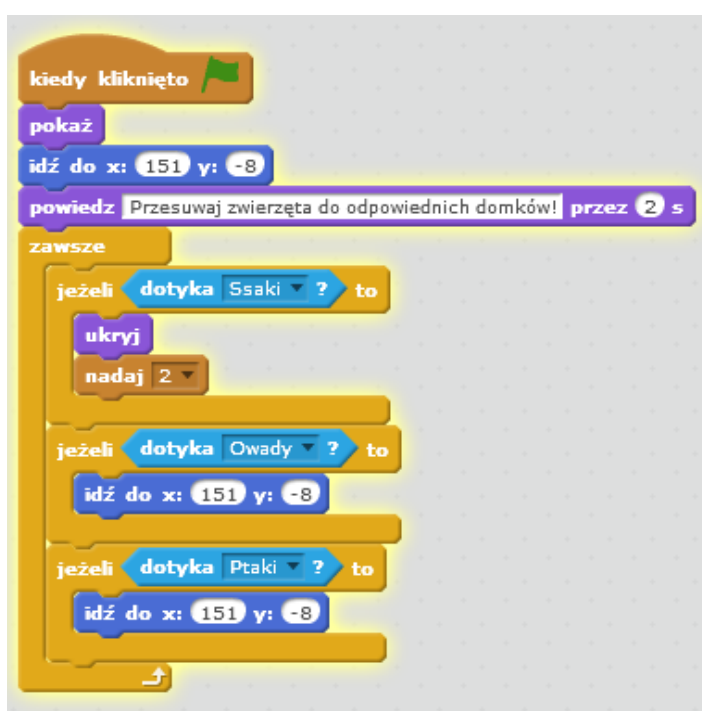 kiedy kliknięto
pokaż
idź do x: 151 y: -8
powiedz Przesuwaj zwierzęta do odpowiednich domków! przez 2 s
zawsze
jeżeli dotyka Ssaki ? to
ukryj
nadaj 2
jeżeli dotyka Owady ? to
idź do x: 151 y: -8
jeżeli dotyka Ptaki ? to
idź do x: 151 y: -8